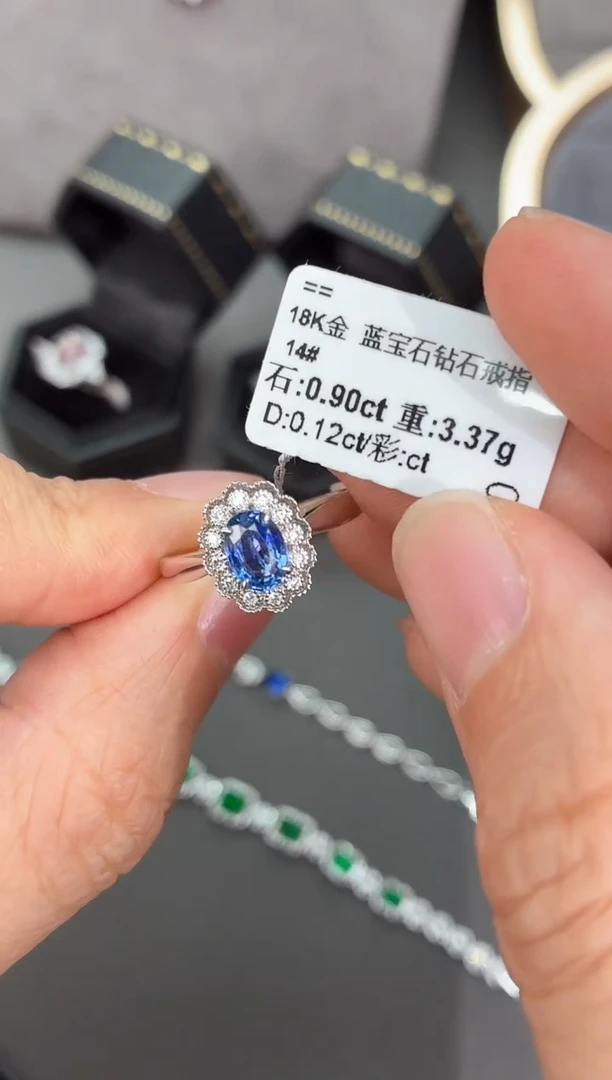 ==
18K金 蓝宝石钻石戒指
14#
石:0.90ct 重:3.37g
D:0.12ct/彩:ct